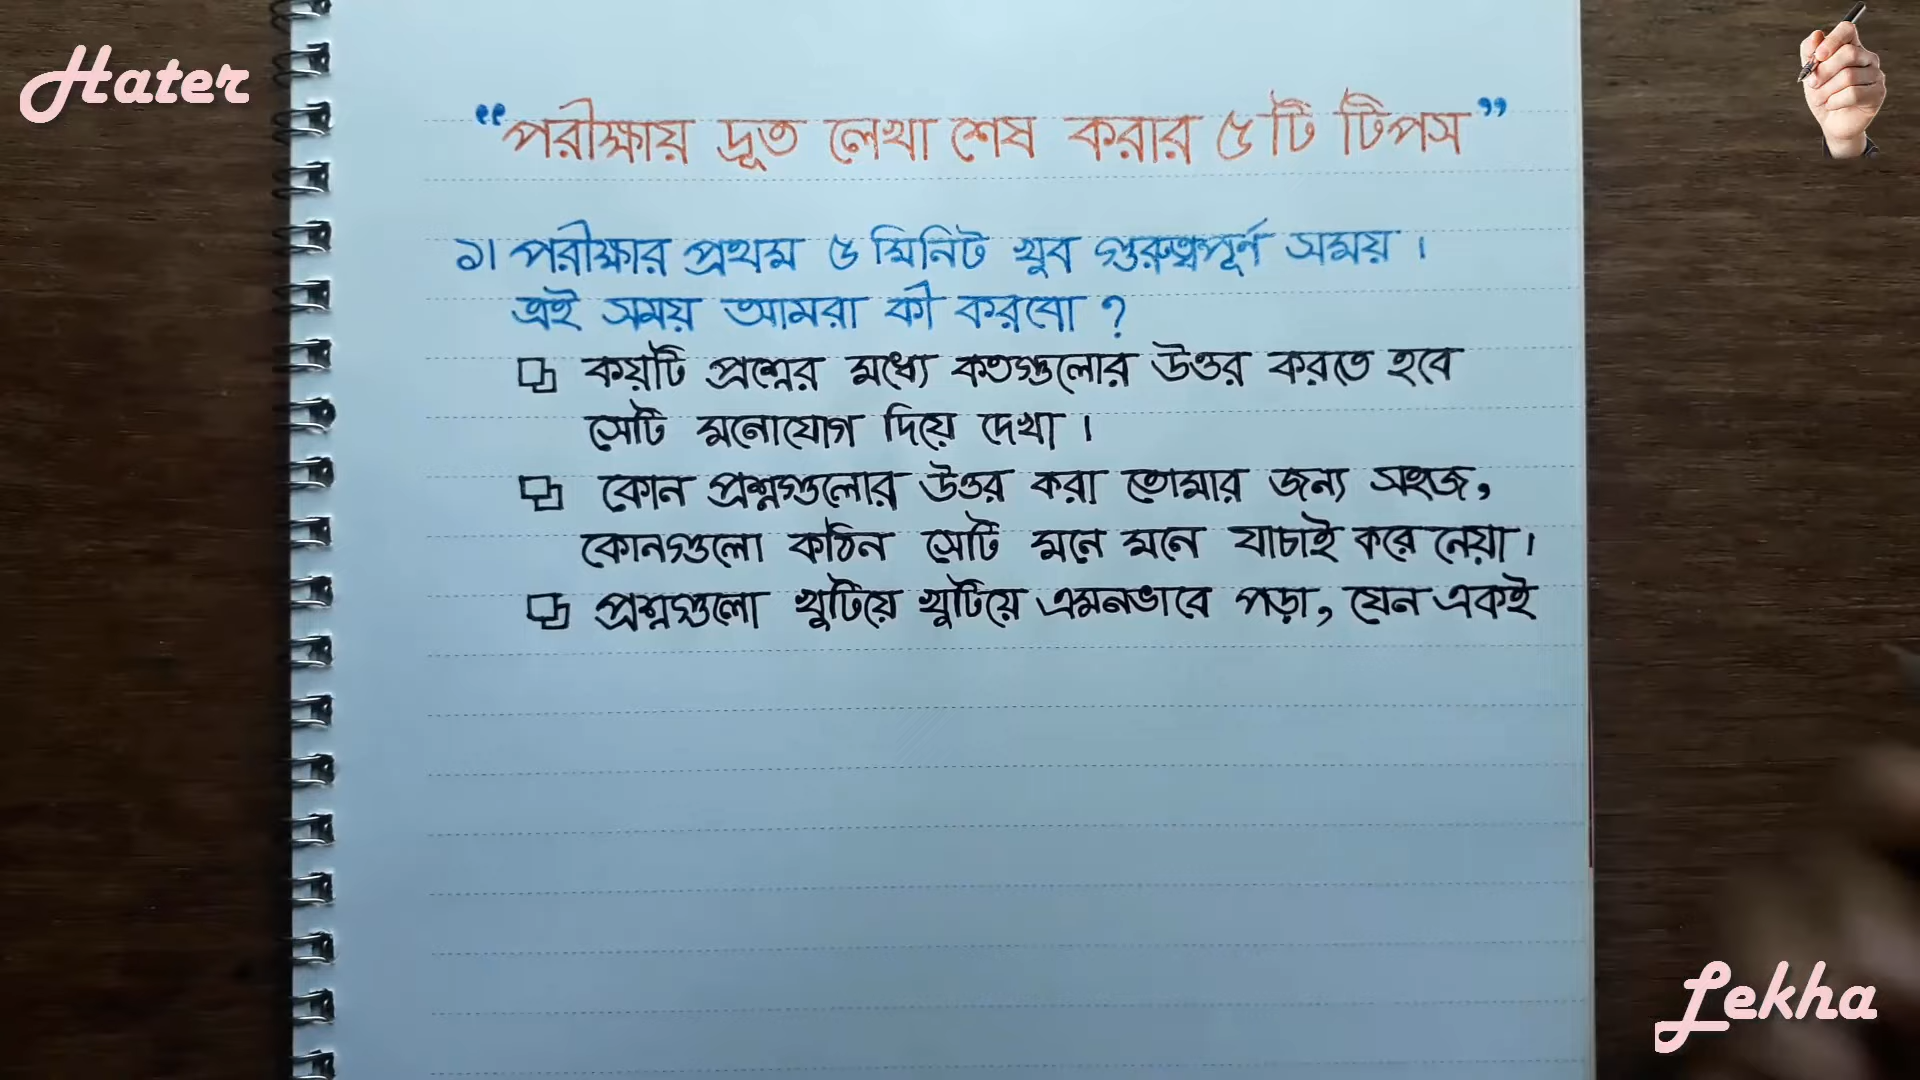 Hater
“পরীক্ষায় দ্রুত লেখা শেষ করার ৫ টি টিপস”
১। পরীক্ষার প্রথম ৫ মিনিট খুব গুরুত্বপূর্ন সময়।
এই সময় আমরা কী করবো ?
কয়টি প্রশ্নের মধ্যে কতগুলোর উত্তর করতে হবে
সেটি মনোযোগ দিয়ে দেখা।
কোন প্রশ্নগুলোর উত্তর করা তোমার জন্য সহজ,
কোনগুলো কঠিন সেটি মনে মনে যাচাই করে নেয়া।
প্রশ্নগুলো খুটিয়ে খুটিয়ে এমনভাবে পড়া, যেন একই
Lekha